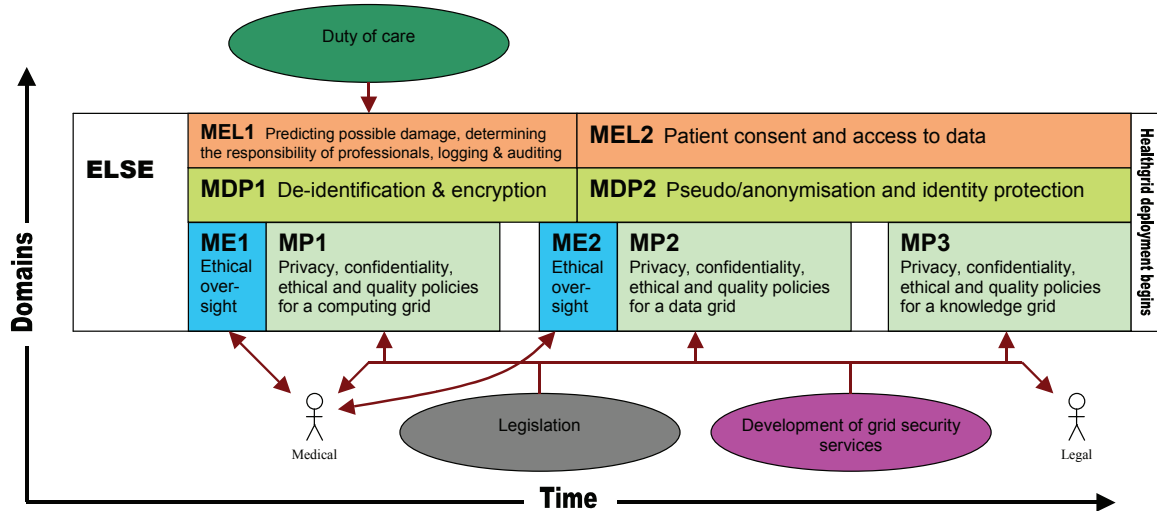 Duty of care
ELSE
MEL1 Predicting possible damage, determining
the responsibility of professionals, logging & auditing
MEL2 Patient consent and access to data
MDP1 De-identification & encryption
MDP2 Pseudo/anonymisation and identity protection
ME1
Ethical
over-
sight
MP1
Privacy, confidentiality,
ethical and quality policies
for a computing grid
ME2
Ethical
over-
sight
MP2
Privacy, confidentiality,
ethical and quality policies
for a data grid
MP3
Privacy, confidentiality,
ethical and quality policies
for a knowledge grid
Healthgrid deployment begins
Domains
Medical
Legislation
Development of grid security
services
Legal
Time